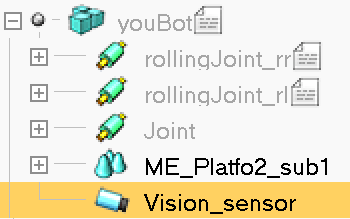 youBot
rollingJoint_rr
rollingJoint_rl
Joint
ME_Platfo2_sub1
Vision_sensor